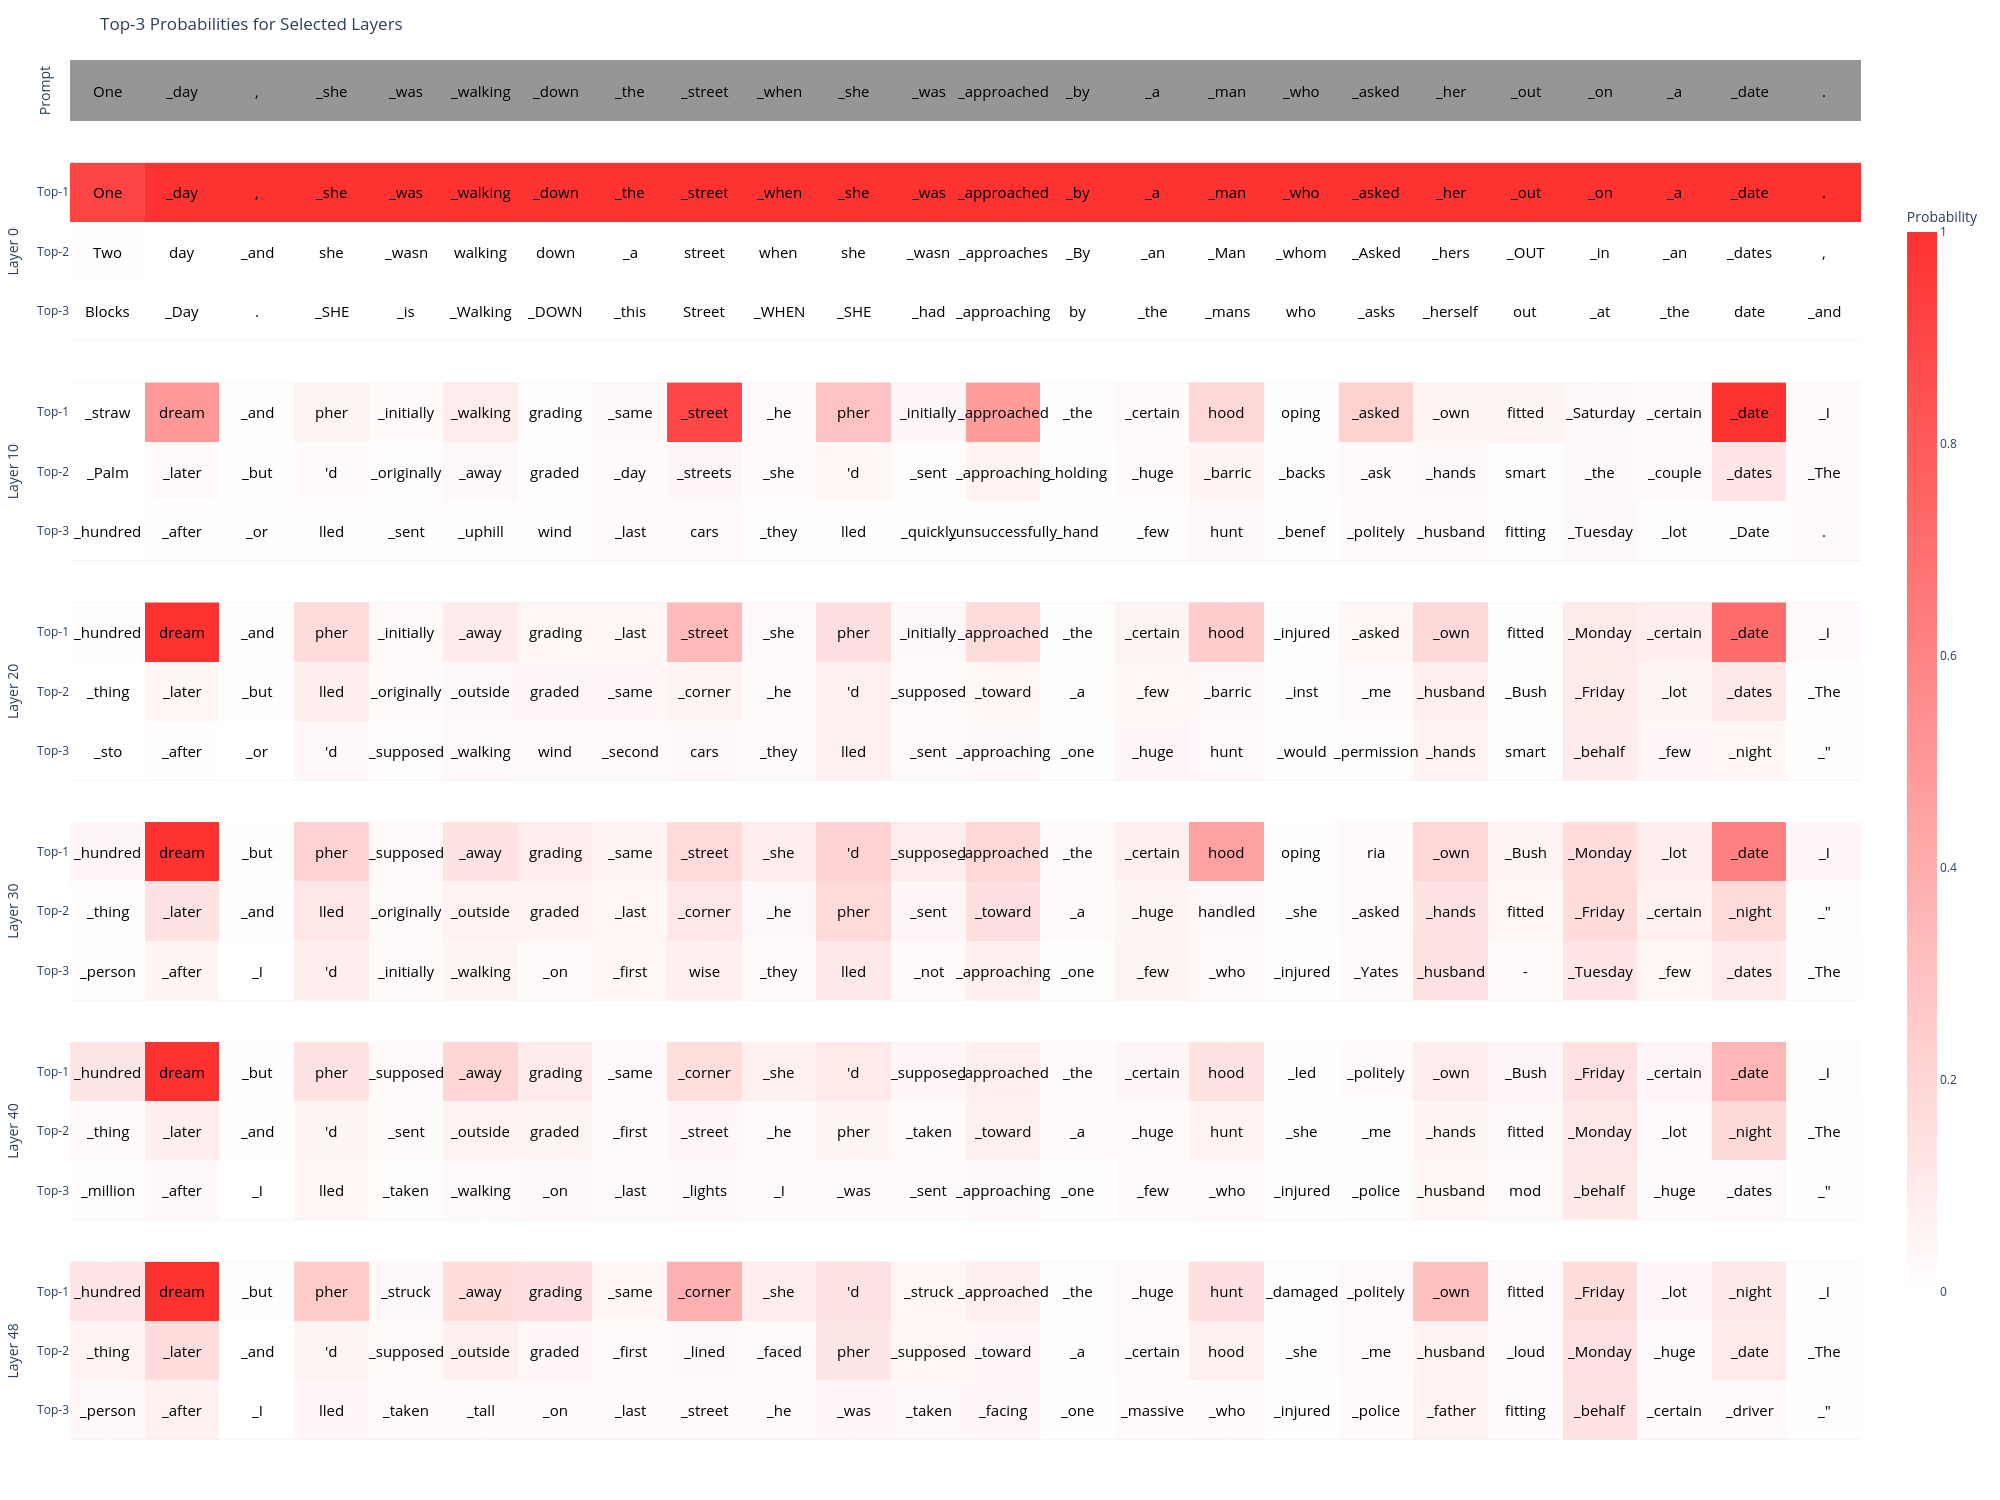 Top-3 Probabilities for Selected Layers
Prompt
One _day , _she _was _walking _down _the _street _when _she _was _approached _by _a _man _who _asked _her _out _on _a _date .
Layer 0
Top-1 One _day , _she _was _walking _down _the _street _when _she _was _approached _by _a _man _who _asked _her _out _on _a _date .
Top-2 Two day _and she _wasn walking down _a street when she _wasn _approaches _By _an _Man _whom _Asked _hers _OUT _in _an _dates ,
Top-3 Blocks _Day . _SHE _is _Walking _DOWN _this Street _WHEN _SHE _had _approaching by _the _mans who _asks _herself out _at _the date _and
Layer 10
Top-1 _straw dream _and pher _initially _walking grading _same _street _he pher _initially _approached _the _certain hood oping _asked _own fitted _Saturday _certain _date _I
Top-2 _Palm _later _but 'd _originally _away graded _day _streets _she 'd _sent _approaching _holding _huge _barric _backs _ask _hands smart _the _couple _dates _The
Top-3 _hundred _after _or lled _sent _uphill wind _last cars _they lled _quickly _unsuccessfully _hand _few hunt _benef _politely _husband fitting _Tuesday _lot _Date .
Layer 20
Top-1 _hundred dream _and pher _initially _away grading _last _street _she pher _initially _approached _the _certain hood _injured _asked _own fitted _Monday _certain _date _I
Top-2 _thing _later _but lled _originally _outside graded _same _corner _he 'd _supposed _toward _a _few _barric _inst _me _husband _Bush _Friday _lot _dates _The
Top-3 _sto _after _or 'd _supposed _walking wind _second cars _they lled _sent _approaching _one _huge hunt _would _permission _hands smart _behalf _few _night _"
Layer 30
Top-1 _hundred dream _but pher _supposed _away grading _same _street _she 'd _supposed _approached _the _certain hood oping ria _own _Bush _Monday _lot _date _I
Top-2 _thing _later _and lled _originally _outside graded _last _corner _he pher _sent _toward _a _huge handled _she _asked _hands fitted _Friday _certain _night _"
Top-3 _person _after _I 'd _initially _walking _on _first wise _they lled _not _approaching _one _few _who _injured _Yates _husband - _Tuesday _few _dates _The
Layer 40
Top-1 _hundred dream _but pher _supposed _away grading _same _corner _she 'd _supposed _approached _the _certain hood _led _politely _own _Bush _Friday _certain _date _I
Top-2 _thing _later _and 'd _sent _outside graded _first _street _he pher _taken _toward _a _huge hunt _she _me _hands fitted _Monday _lot _night _The
Top-3 _million _after _I lled _taken _walking _on _last _lights _I _was _sent _approaching _one _few _who _injured _police _husband mod _behalf _huge _dates _"
Layer 48
Top-1 _hundred dream _but pher _struck _away grading _same _corner _she 'd _struck _approached _the _huge hunt _damaged _politely _own fitted _Friday _lot _night _I
Top-2 _thing _later _and 'd _supposed _outside graded _first _lined _faced pher _supposed _toward _a _certain hood _she _me _husband _loud _Monday _huge _date _The
Top-3 _person _after _I lled _taken _tall _on _last _street _he _was _taken _facing _one _massive _who _injured _police _father fitting _behalf _certain _driver _"
Probability
1
0.8
0.6
0.4
0.2
0